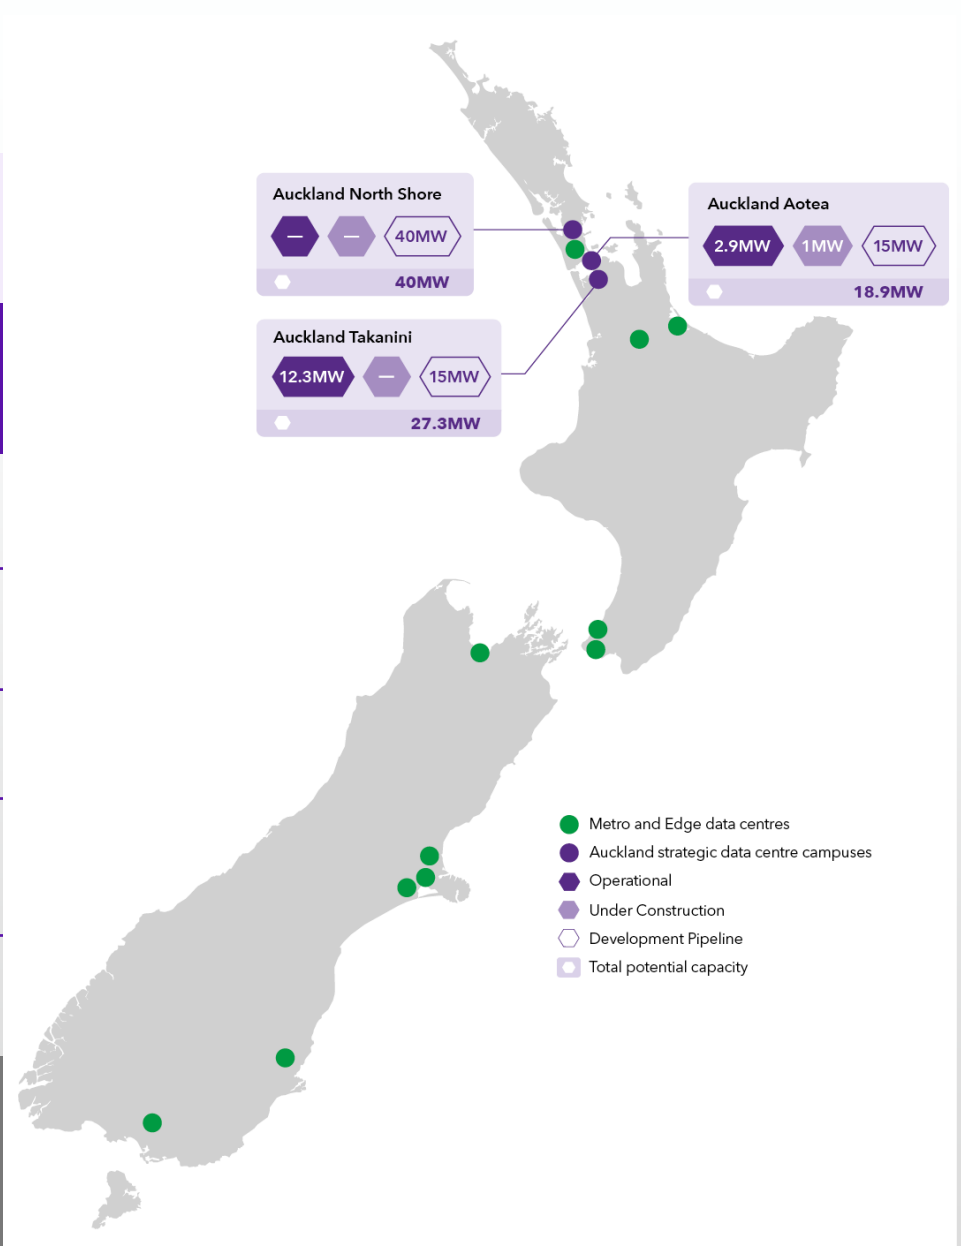 Auckland North Shore
— — 40MW
40MW
Auckland Aotea
2.9MW 1MW 15MW
18.9MW
Auckland Takanini
12.3MW — 15MW
27.3MW
Metro and Edge data centres
Auckland strategic data centre campuses
Operational
Under Construction
Development Pipeline
Total potential capacity